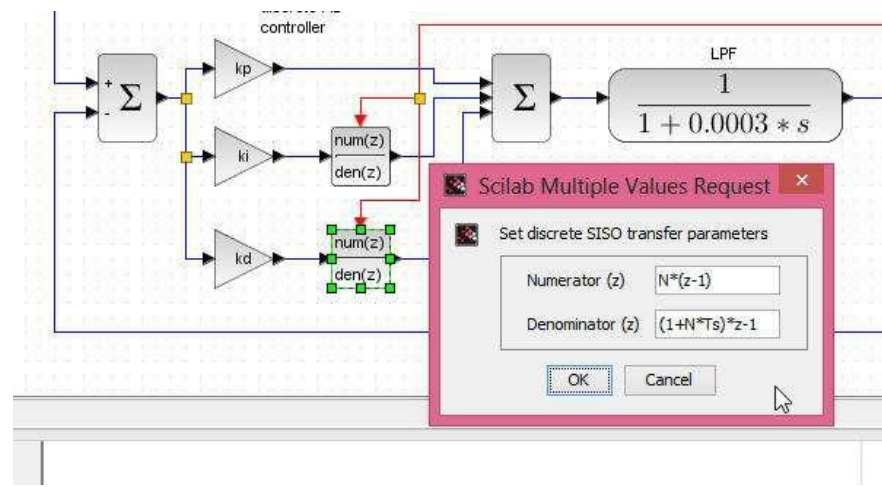 controller
+
-
Σ
kp
ki
kd
num(z)
den(z)
num(z)
den(z)
Σ
LPF
1
1 + 0.0003 * s
Scilab Multiple Values Request
×
Set discrete SISO transfer parameters
Numerator (z) N*(z-1)
Denominator (z) (1+N*Ts)*z-1
OK Cancel